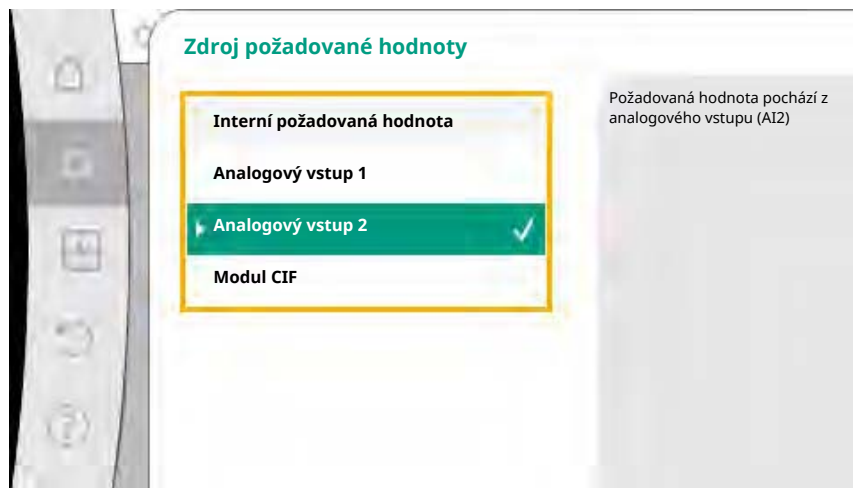 Zdroj požadované hodnoty
Interní požadovaná hodnota
Analogový vstup 1
Analogový vstup 2
Modul CIF
Požadovaná hodnota pochází z
analogového vstupu (AI2)